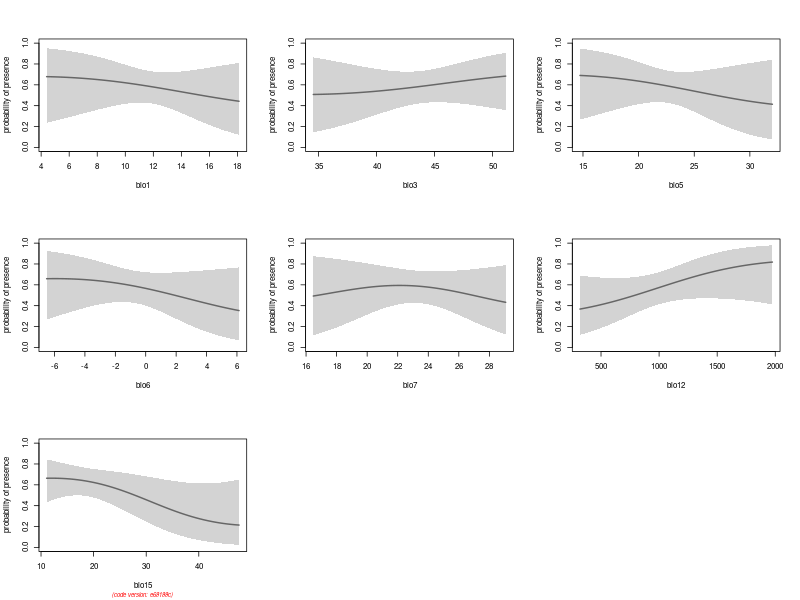 probability of presence
0.0 0.2 0.4 0.6 0.8 1.0
4 6 8 10 12 14 16 18
bio1
probability of presence
0.0 0.2 0.4 0.6 0.8 1.0
35 40 45 50
bio3
probability of presence
0.0 0.2 0.4 0.6 0.8 1.0
15 20 25 30
bio5
probability of presence
0.0 0.2 0.4 0.6 0.8 1.0
-6 -4 -2 0 2 4 6
bio6
probability of presence
0.0 0.2 0.4 0.6 0.8 1.0
16 18 20 22 24 26 28
bio7
probability of presence
0.0 0.2 0.4 0.6 0.8 1.0
500 1000 1500 2000
bio12
probability of presence
0.0 0.2 0.4 0.6 0.8 1.0
10 20 30 40
bio15